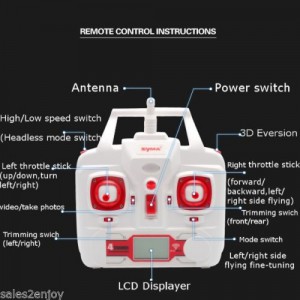 REMOTE CONTROL INSTRUCTIONS
Antenna
Power switch
High/Low speed switch
(Headless mode switch)
3D Eversion
Left throttle stick
(up/down,turn
left/right)
Right throttle stick
(forward/
backward,left/
right side flying)
video/take photos
Trimming swich
(front/rear)
Trimming swich
(left/right)
Mode switch
Left/right side
flying fine-tuning
LCD Displayer
sales2enjoy